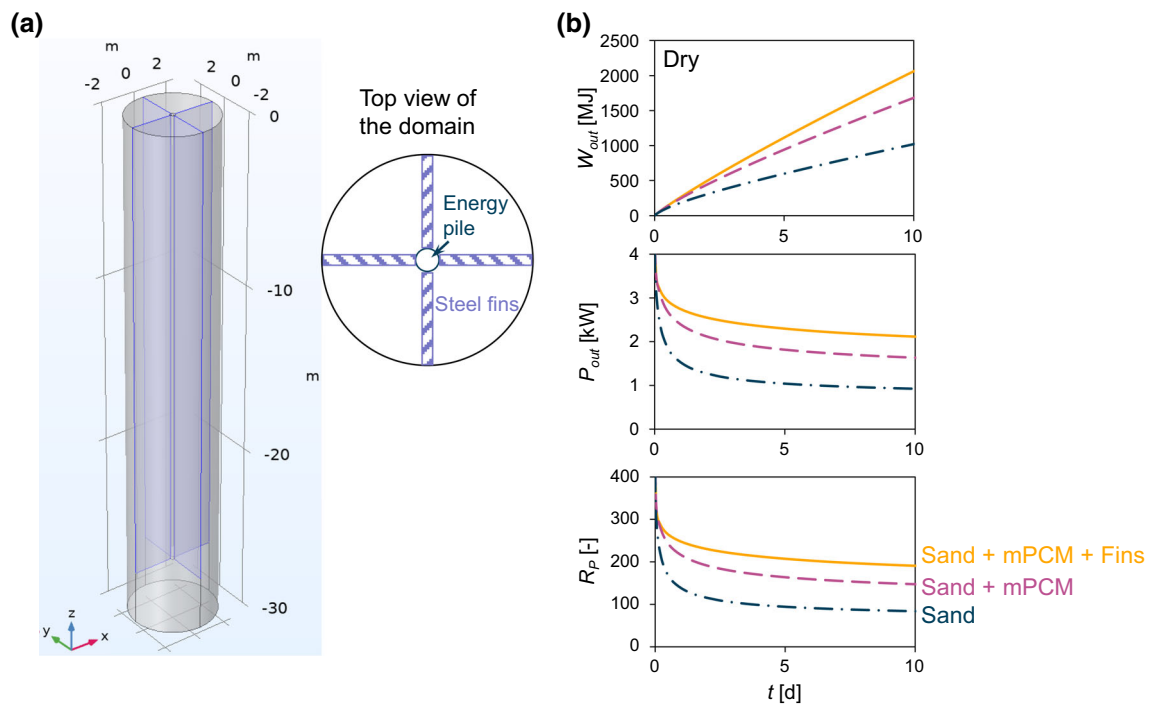 (a)
m
-2
0
2
m
2
0
-2
0
-10
m
-20
-30
z
y
x
Top view of
the domain
Energy
pile
Steel fins
(b)
Dry
W_out [MJ]
2500
2000
1500
1000
500
0
0
5
10
P_out [kW]
4
3
2
1
0
0
5
10
R_P [-]
400
300
200
100
0
0
5
10
t [d]
Sand + mPCM + Fins
Sand + mPCM
Sand